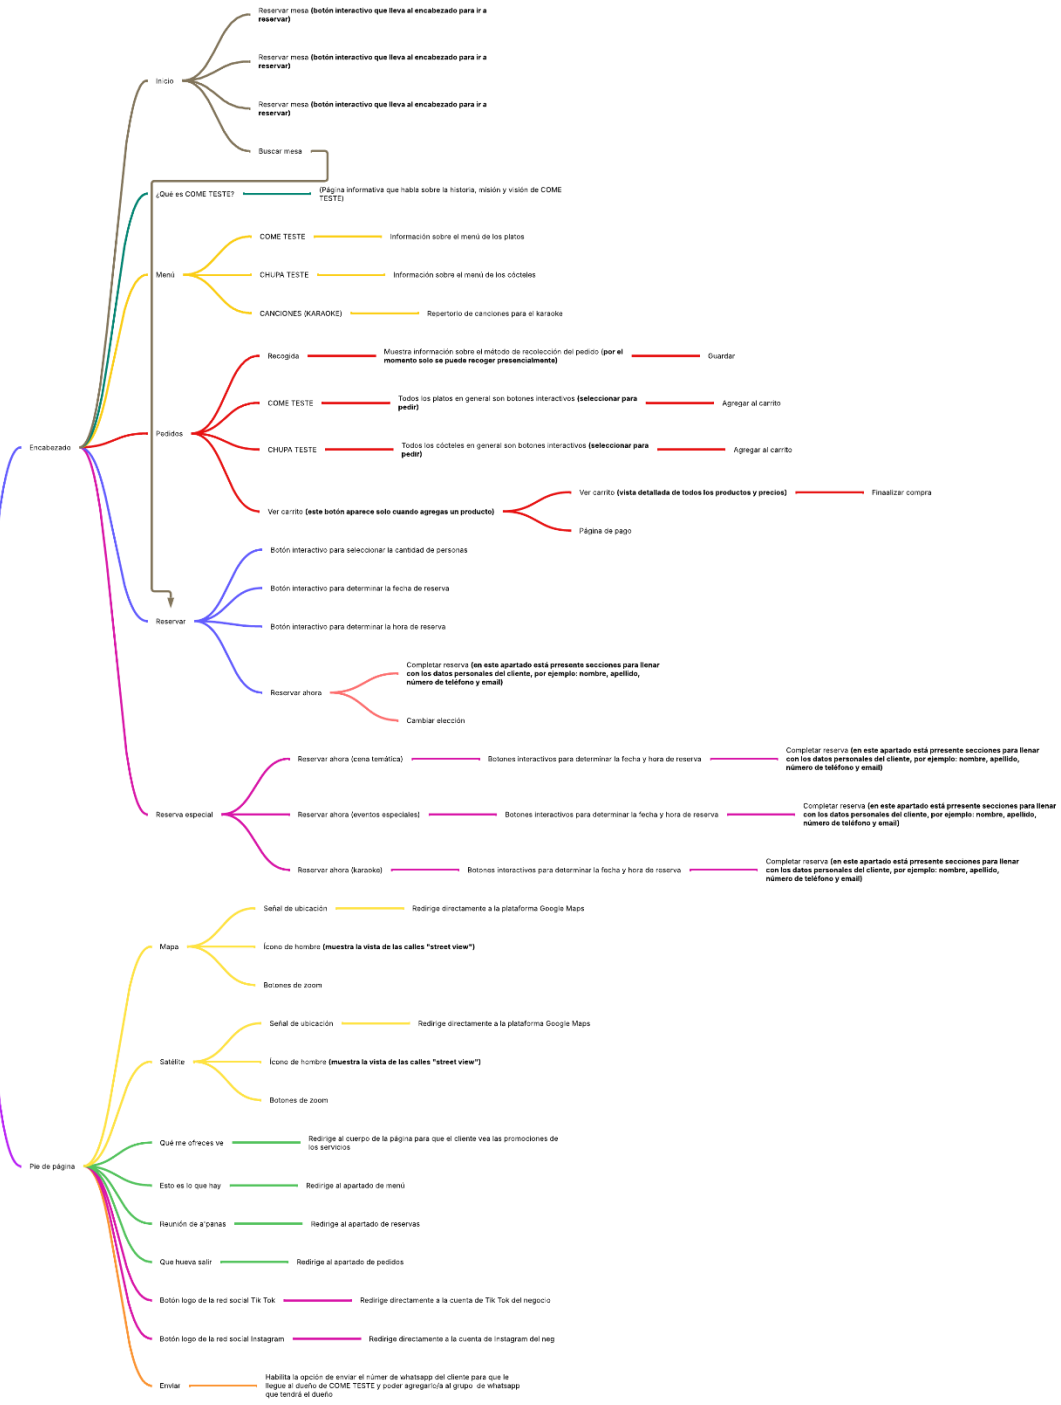 Reservar mesa (botón interactivo que lleva al encabezado para ir a
reservar)
Reservar mesa (botón interactivo que lleva al encabezado para ir a
reservar)
Inicio
Reservar mesa (botón interactivo que lleva al encabezado para ir a
reservar)
Buscar mesa
¿Qué es COME TESTE?
(Página informativa que habla sobre la historia, misión y visión de COME
TESTE)
COME TESTE
Información sobre el menú de los platos
Menú
CHUPA TESTE
Información sobre el menú de los cócteles
CANCIONES (KARAOKE)
Repertorio de canciones para el karaoke
Recogida
Muestra información sobre el método de recolección del pedido (por el
momento solo se puede recoger presencialmente)
Guardar
COME TESTE
Todos los platos en general son botones interactivos (seleccionar para
pedir)
Agregar al carrito
Pedidos
Encabezado
CHUPA TESTE
Todos los cócteles en general son botones interactivos (seleccionar para
pedir)
Agregar al carrito
Ver carrito (este botón aparece solo cuando agregas un producto)
Ver carrito (vista detallada de todos los productos y precios)
Finaalizar compra
Página de pago
Botón interactivo para seleccionar la cantidad de personas
Botón interactivo para determinar la fecha de reserva
Reservar
Botón interactivo para determinar la hora de reserva
Reservar ahora
Completar reserva (en este apartado está prresente secciones para llenar
con los datos personales del cliente, por ejemplo: nombre, apellido,
número de teléfono y email)
Cambiar elección
Reservar ahora (cena temática)
Botones interactivos para determinar la fecha y hora de reserva
Completar reserva (en este apartado está prresente secciones para llenar
con los datos personales del cliente, por ejemplo: nombre, apellido,
número de teléfono y email)
Reserva especial
Reservar ahora (eventos especiales)
Botones interactivos para determinar la fecha y hora de reserva
Completar reserva (en este apartado está prresente secciones para llenar
con los datos personales del cliente, por ejemplo: nombre, apellido,
número de teléfono y email)
Reservar ahora (karaoke)
Botones interactivos para determinar la fecha y hora de reserva
Completar reserva (en este apartado está prresente secciones para llenar
con los datos personales del cliente, por ejemplo: nombre, apellido,
número de teléfono y email)
Señal de ubicación
Redirige directamente a la plataforma Google Maps
Mapa
Ícono de hombre (muestra la vista de las calles "street view")
Botones de zoom
Señal de ubicación
Redirige directamente a la plataforma Google Maps
Satélite
Ícono de hombre (muestra la vista de las calles "street view")
Botones de zoom
Qué me ofreces ve
Redirige al cuerpo de la página para que el cliente vea las promociones de
los servicios
Pie de página
Esto es lo que hay
Redirige al apartado de menú
Reunión de a'panas
Redirige al apartado de reservas
Que hueva salir
Redirige al apartado de pedidos
Botón logo de la red social Tik Tok
Redirige directamente a la cuenta de Tik Tok del negocio
Botón logo de la red social Instagram
Redirige directamente a la cuenta de Instagram del neg
Enviar
Habilita la opción de enviar el númer de whatsapp del cliente para que le
llegue al dueño de COME TESTE y poder agregarlo/a al grupo de whatsapp
que tendrá el dueño